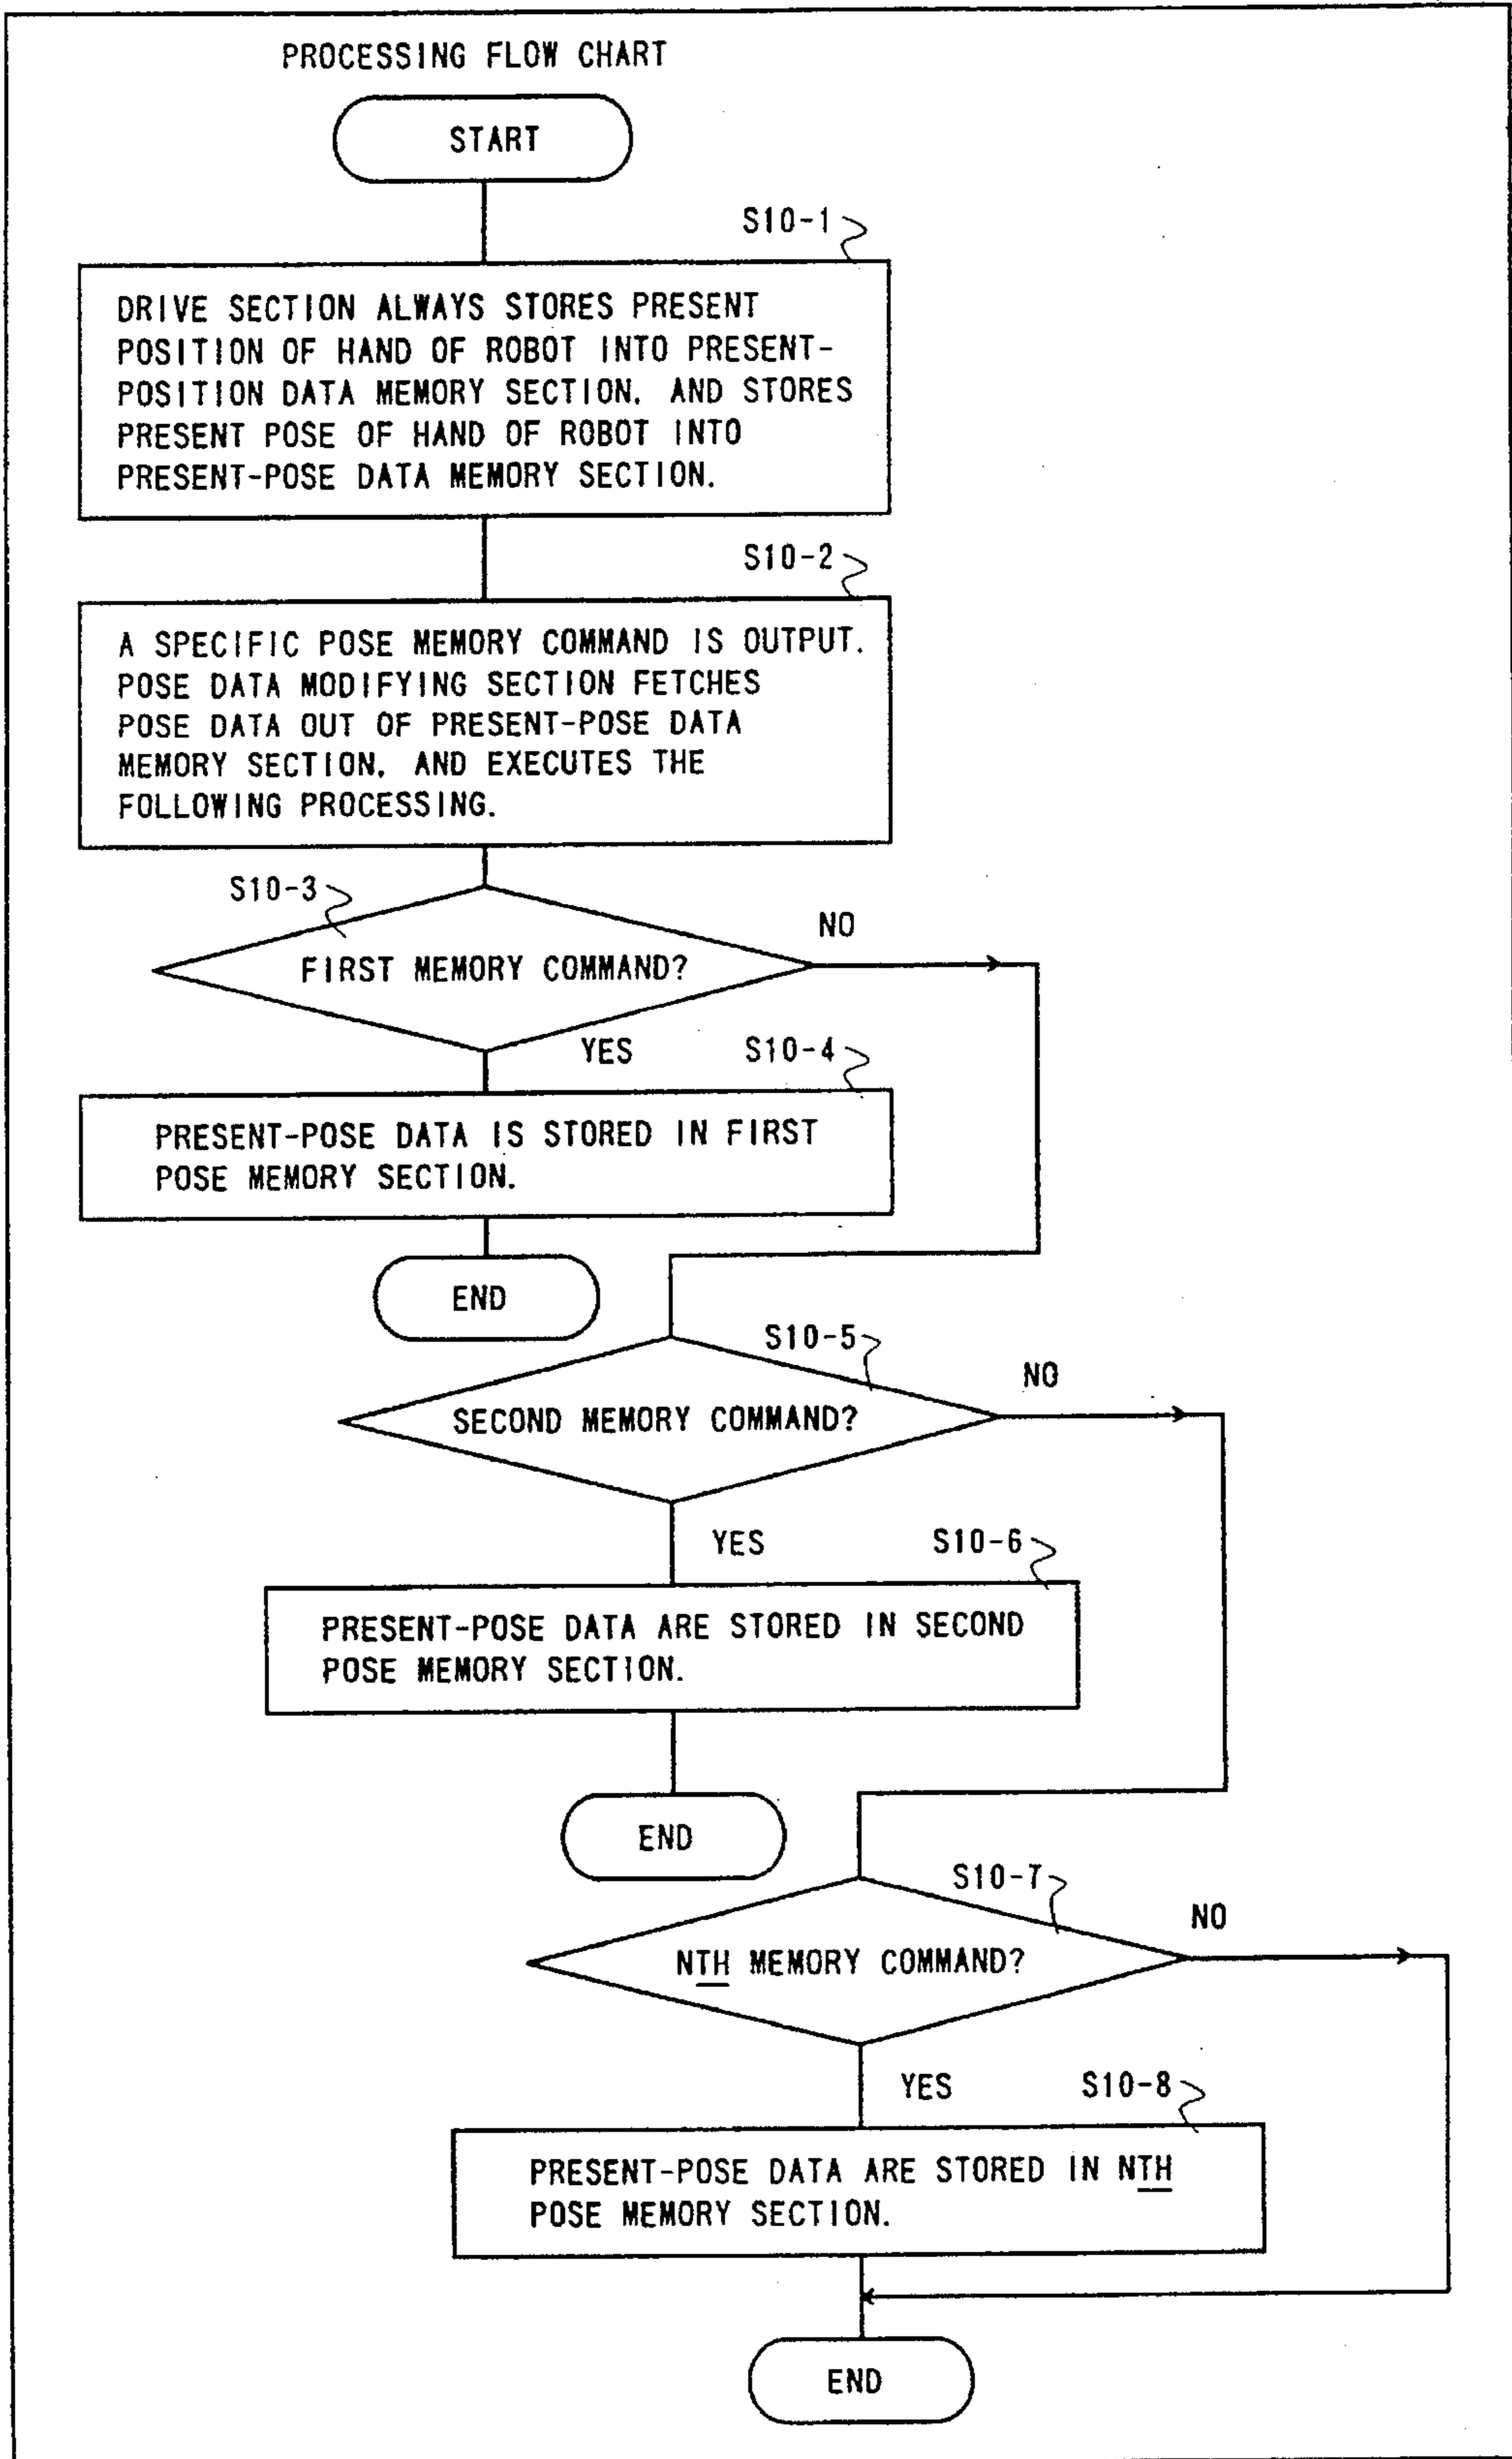 PROCESSING FLOW CHART
START
S10-1
DRIVE SECTION ALWAYS STORES PRESENT
POSITION OF HAND OF ROBOT INTO PRESENT-
POSITION DATA MEMORY SECTION. AND STORES
PRESENT POSE OF HAND OF ROBOT INTO
PRESENT-POSE DATA MEMORY SECTION.
S10-2
A SPECIFIC POSE MEMORY COMMAND IS OUTPUT.
POSE DATA MODIFYING SECTION FETCHES
POSE DATA OUT OF PRESENT-POSE DATA
MEMORY SECTION. AND EXECUTES THE
FOLLOWING PROCESSING.
S10-3
NO
FIRST MEMORY COMMAND?
YES
S10-4
PRESENT-POSE DATA IS STORED IN FIRST
POSE MEMORY SECTION.
END
S10-5
NO
SECOND MEMORY COMMAND?
YES
S10-6
PRESENT-POSE DATA ARE STORED IN SECOND
POSE MEMORY SECTION.
END
S10-7
NO
NTH MEMORY COMMAND?
YES
S10-8
PRESENT-POSE DATA ARE STORED IN NTH
POSE MEMORY SECTION.
END